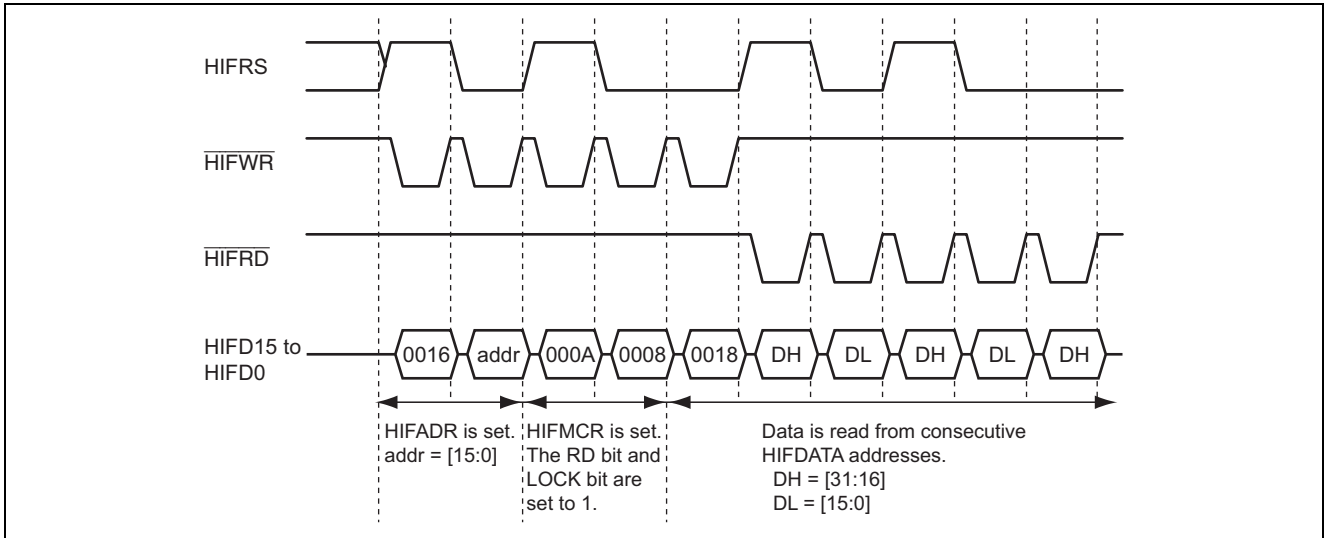 HIFRS
HIFWR
HIFRD
HIFD15 to
HIFD0
0016 addr 000A 0008 0018 DH DL DH DL DH
HIFADR is set.
addr = [15:0]
HIFMCR is set.
The RD bit and
LOCK bit are
set to 1.
Data is read from consecutive
HIFDATA addresses.
DH = [31:16]
DL = [15:0]